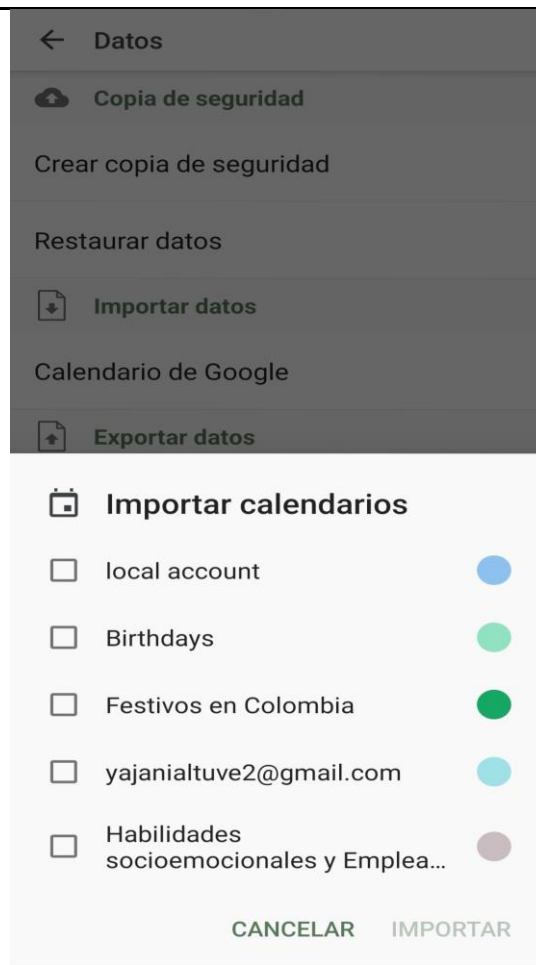 Datos
Copia de seguridad
Crear copia de seguridad
Restaurar datos
Importar datos
Calendario de Google
Exportar datos
Importar calendarios
local account
Birthdays
Festivos en Colombia
yajanialtuve2@gmail.com
Habilidades
socioemocionales y Emplea...
CANCELAR IMPORTAR